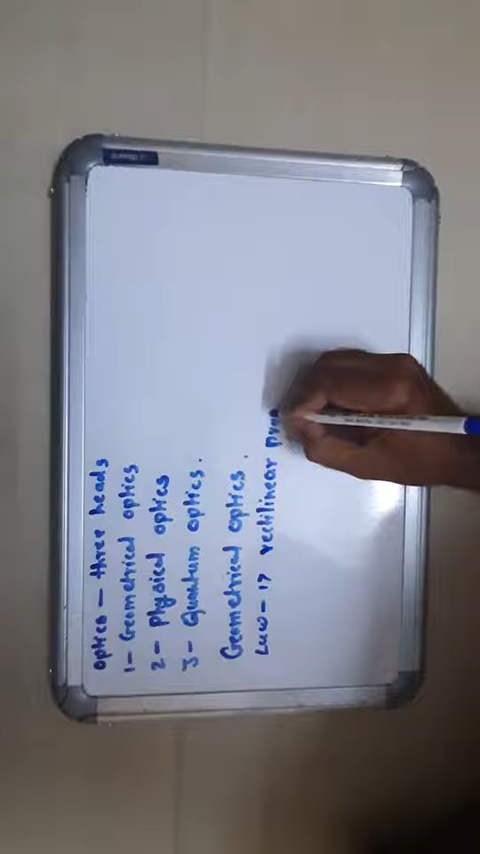 optics - three heads
1- Geometrical optics
2- Physical optics
3- Quantum optics.
Geometrical optics.
Law- 1> rectilinear